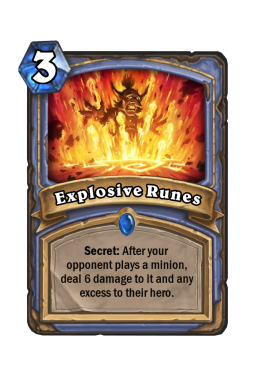 3
Explosive Runes
Secret: After your
opponent plays a minion,
deal 6 damage to it and any
excess to their hero.